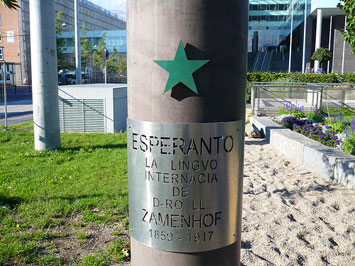 ESPERANTO
LA LINGVO
INTERNACIA
DE
D-RO LL.
ZAMENHOF
1859 - 1917